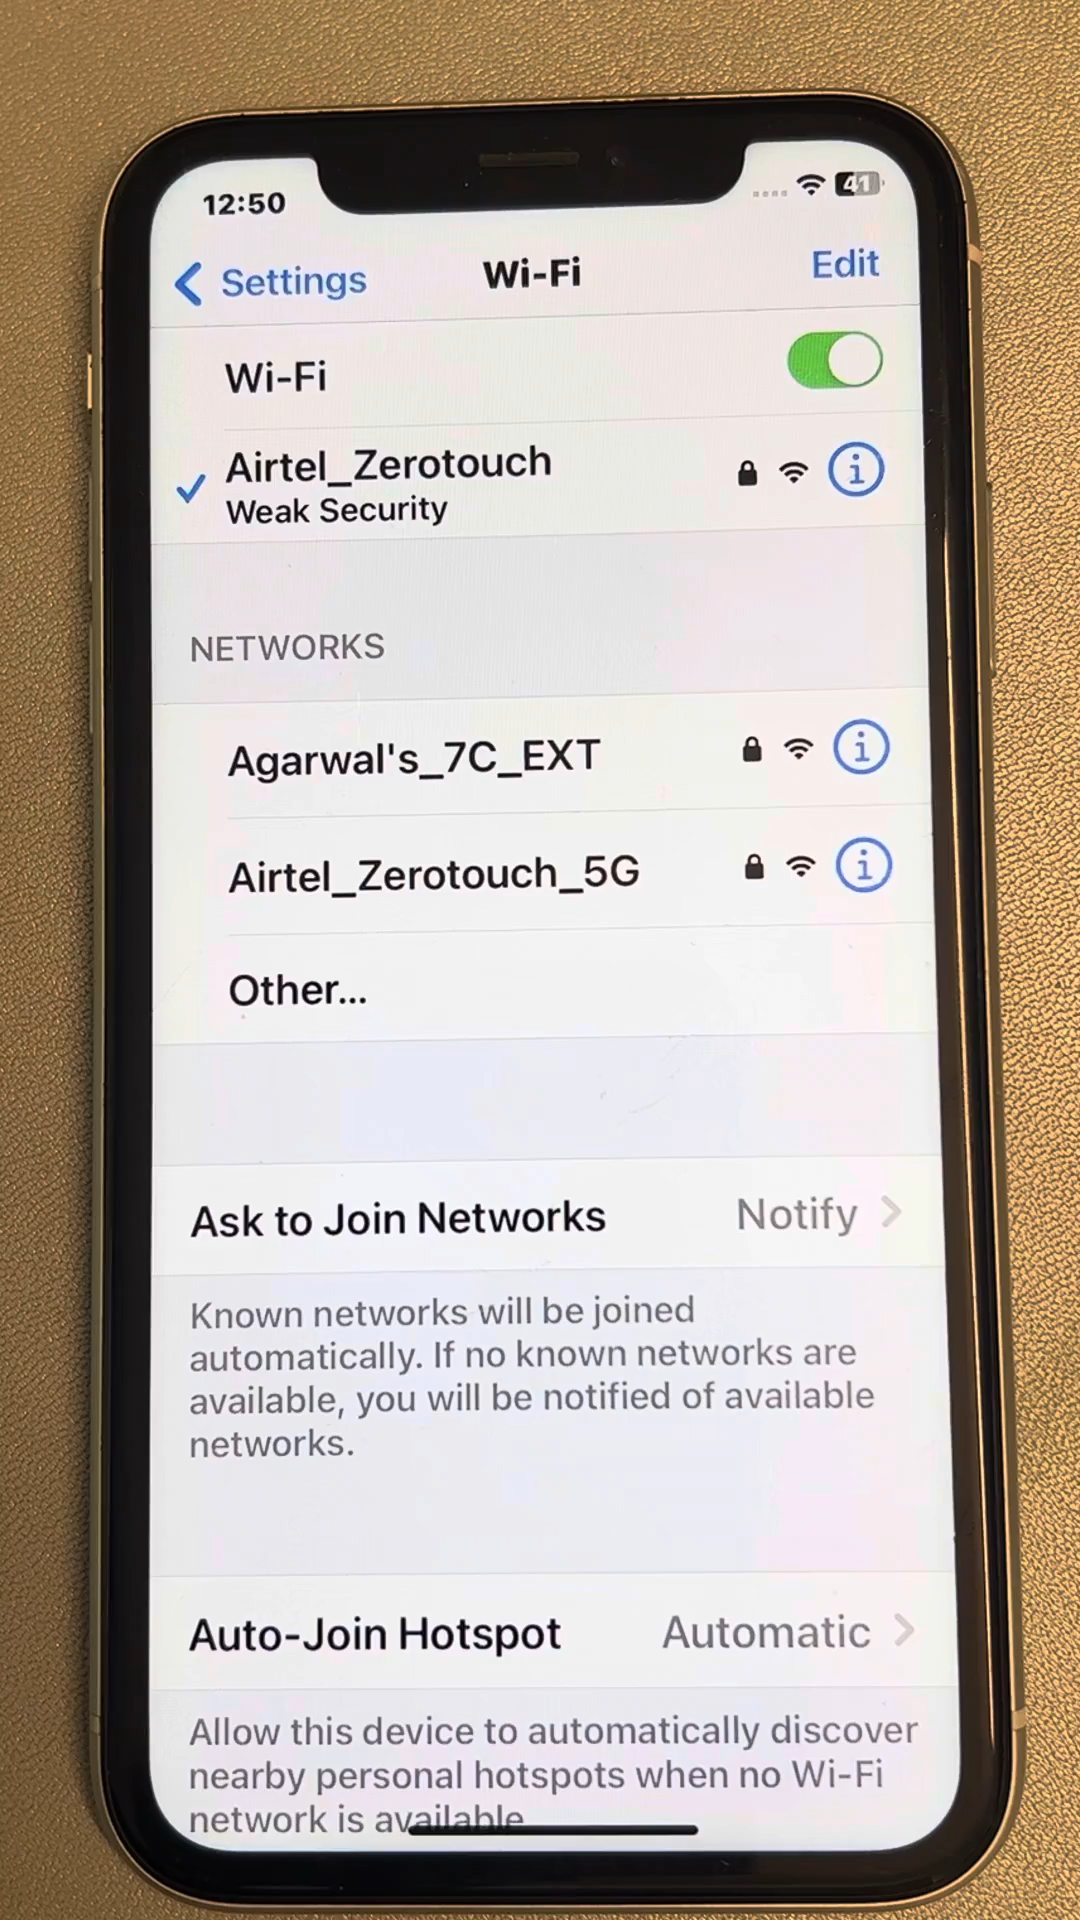 12:50
41
Settings
Wi-Fi
Edit
Wi-Fi
Airtel_Zerotouch
Weak Security
NETWORKS
Agarwal's_7C_EXT
Airtel_Zerotouch_5G
Other...
Ask to Join Networks
Notify
Known networks will be joined
automatically. If no known networks are
available, you will be notified of available
networks.
Auto-Join Hotspot
Automatic
Allow this device to automatically discover
nearby personal hotspots when no Wi-Fi
network is available